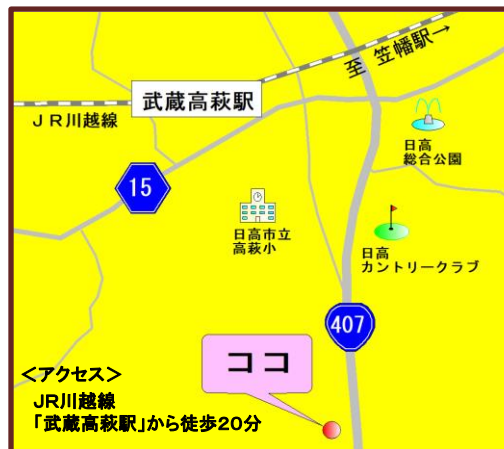 至 笠幡駅→
武蔵高萩駅
JR川越線
日高
総合公園
15
日高市立
高萩小
日高
カントリークラブ
407
ココ
＜アクセス＞
JR川越線
「武蔵高萩駅」から徒歩20分